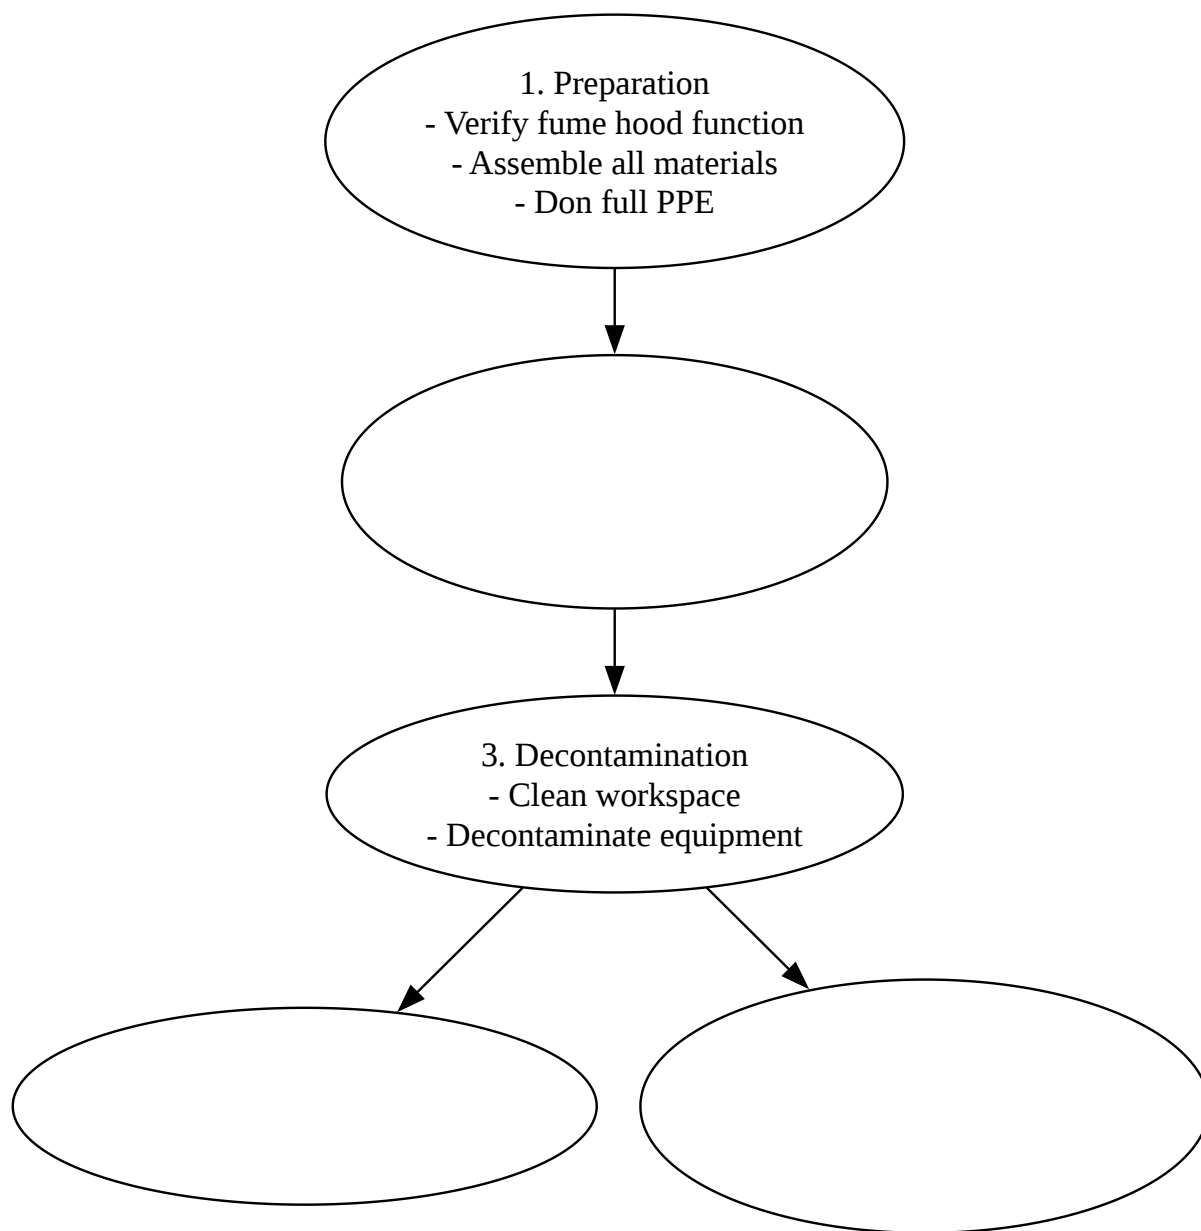 1. Preparation
- Verify fume hood function
- Assemble all materials
- Don full PPE
3. Decontamination
- Clean workspace
- Decontaminate equipment